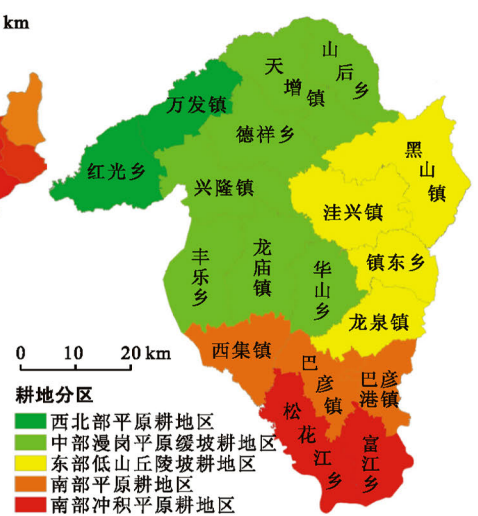 km
天增镇
山后乡
万发镇
德祥乡
黑山镇
红光乡
兴隆镇
洼兴镇
丰乐乡
龙庙镇
华山乡
镇东乡
龙泉镇
西集镇
巴彦镇
巴彦港镇
松花江乡
富江乡
0 10 20 km
耕地分区
西北部平原耕地区
中部漫岗平原缓坡耕地区
东部低山丘陵坡耕地区
南部平原耕地区
南部冲积平原耕地区